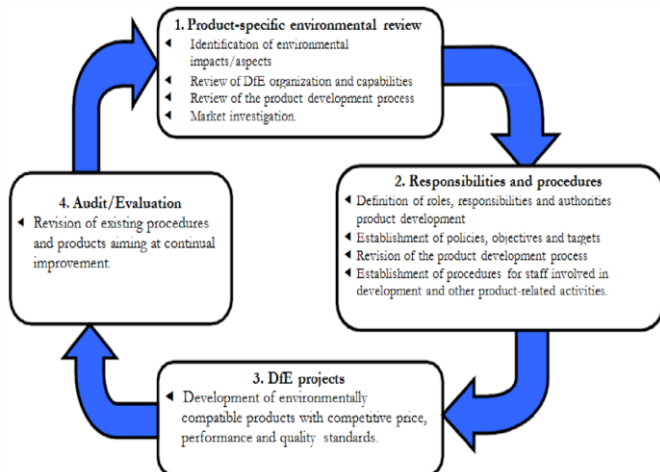 1. Product-specific environmental review
Identification of environmental
impacts/aspects
Review of DfE organization and capabilities
Review of the product development process
Market investigation.
2. Responsibilities and procedures
Definition of roles, responsibilities and authorities
product development
Establishment of policies, objectives and targets
Revision of the product development process
Establishment of procedures for staff involved in
development and other product-related activities.
3. DfE projects
Development of environmentally
compatible products with competitive price,
performance and quality standards.
4. Audit/Evaluation
Revision of existing procedures
and products aiming at continual
improvement.